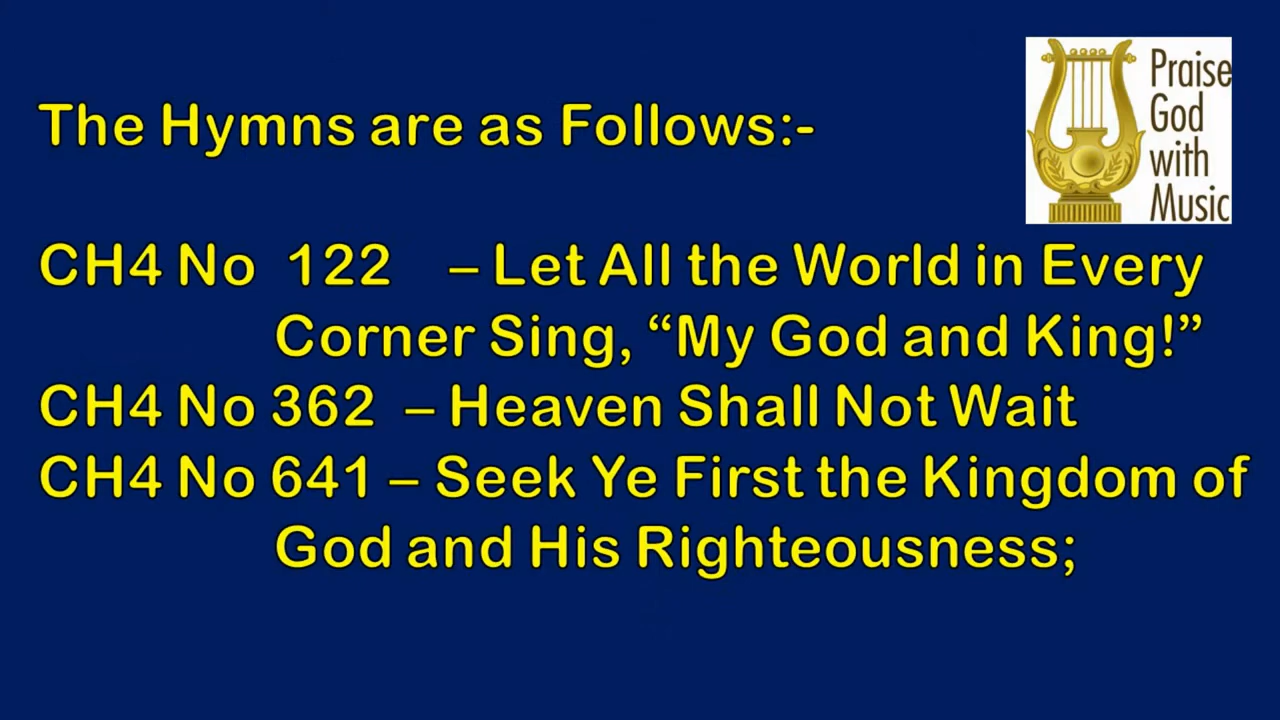 The Hymns are as Follows:-
Praise
God
with
Music
CH4 No 122 – Let All the World in Every
Corner Sing, “My God and King!”
CH4 No 362 – Heaven Shall Not Wait
CH4 No 641 – Seek Ye First the Kingdom of
God and His Righteousness;